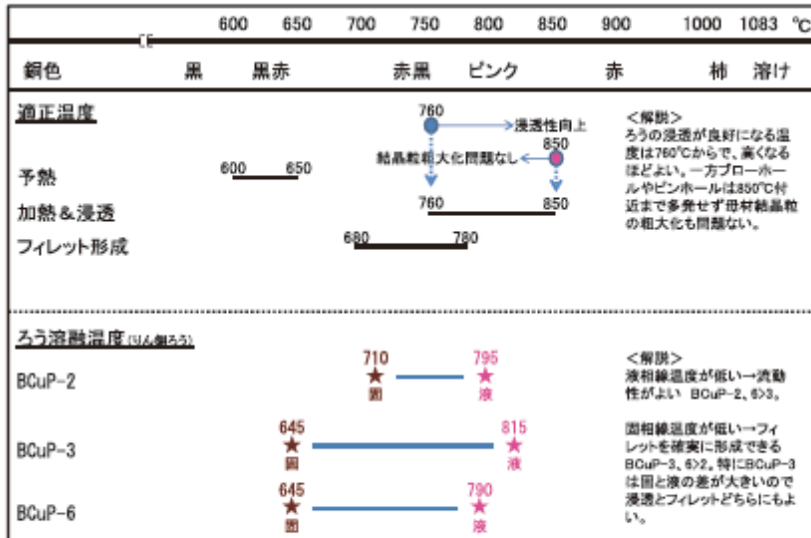 600 650 700 750 800 850 900 1000 1083 ℃
銅色 黒 黒赤 赤黒 ピンク 赤 柿 溶け
適正温度
760
浸透性向上
850
結晶粒粗大化問題なし
予熱
600 650
加熱＆浸透
760 850
フィレット形成
680 780
＜解説＞
ろうの浸透が良好になる温
度は760℃からで、高くなる
ほどよい。一方ブローホー
ルやピンホールは850℃付
近まで多発せず母材結晶粒
の粗大化も問題ない。
ろう溶融温度(りん銅ろう)
BCuP-2
710 795
固 液
BCuP-3
645 815
固 液
BCuP-6
645 790
固 液
＜解説＞
液相線温度が低い→流動
性がよい BCuP-2、6>3。
固相線温度が低い→フィ
レットを確実に形成できる
BCuP-3、6>2。特にBCuP-3
は固と液の差が大きいので
浸透とフィレットどちらにもよ
い。